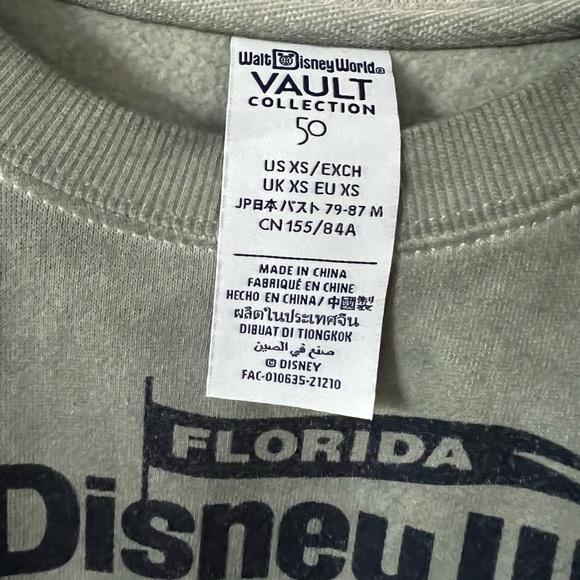 Walt Disney World®
VAULT
COLLECTION
50
US XS/EXCH
UK XS EU XS
JP日本 バスト 79-87 M
CN 155/84A
MADE IN CHINA
FABRIQUÉ EN CHINE
HECHO EN CHINA/ 中國製
ผลิตในประเทศจีน
DIBUAT DI TIONGKOK
صنع في الصين
© DISNEY
FAC-010635-21210
FLORIDA
Disney